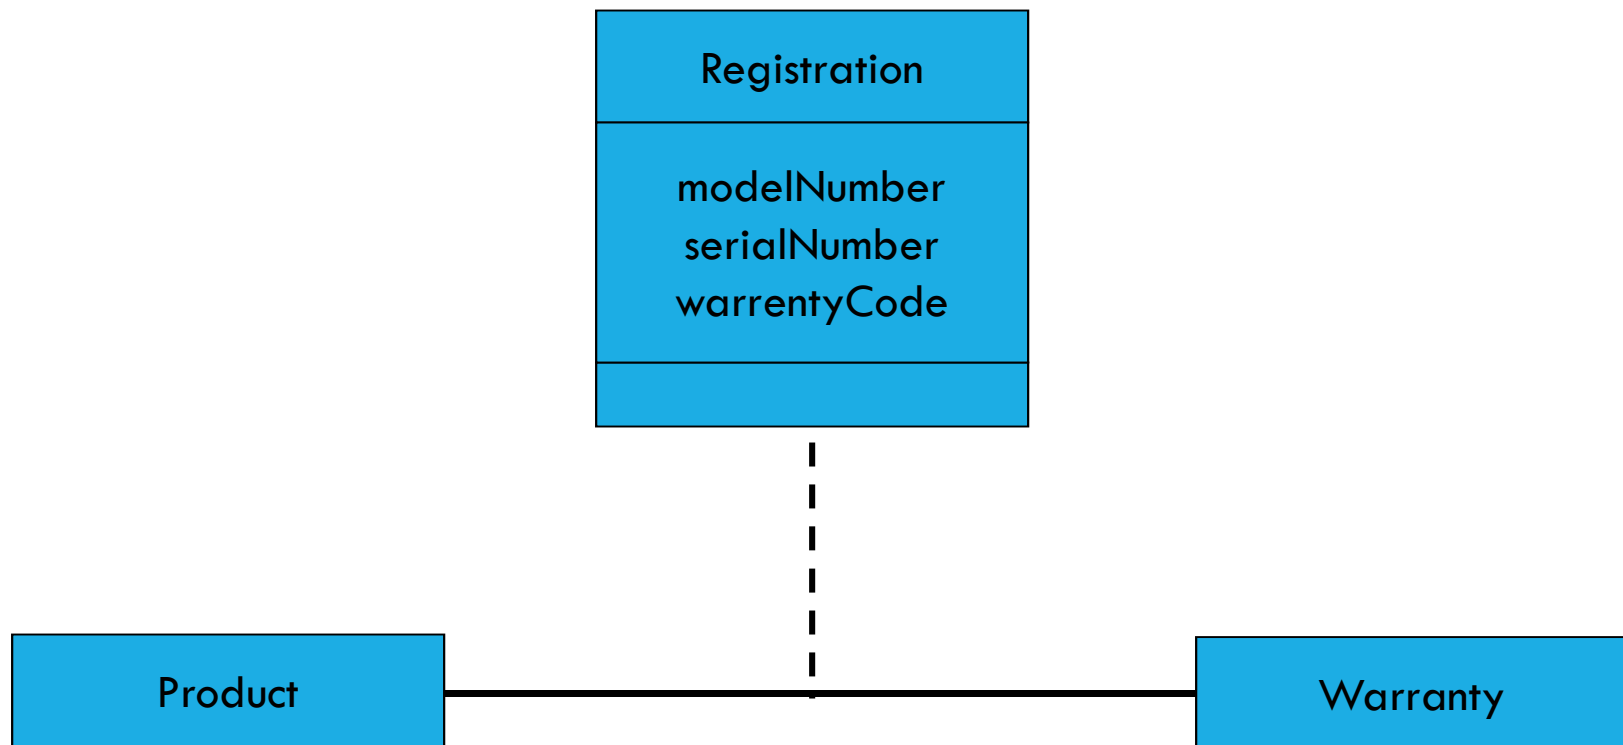 Registration
modelNumber
serialNumber
warrentyCode
Product
Warranty